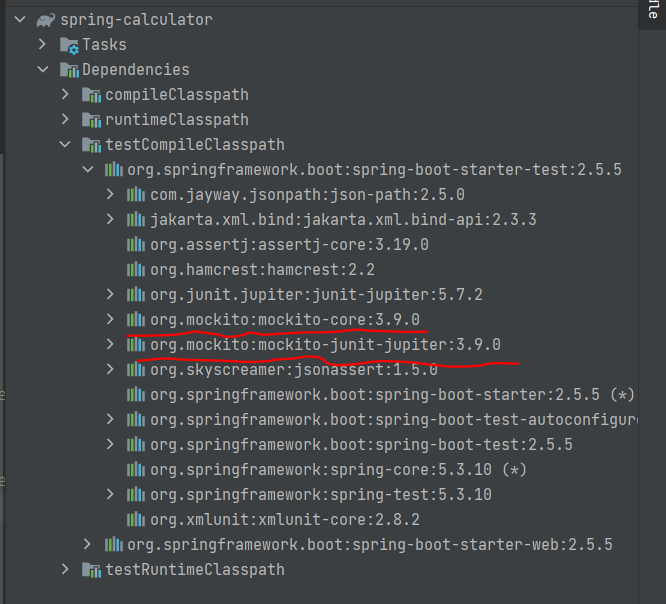 spring-calculator
Tasks
Dependencies
compileClasspath
runtimeClasspath
testCompileClasspath
org.springframework.boot:spring-boot-starter-test:2.5.5
com.jayway.jsonpath:json-path:2.5.0
jakarta.xml.bind:jakarta.xml.bind-api:2.3.3
org.assertj:assertj-core:3.19.0
org.hamcrest:hamcrest:2.2
org.junit.jupiter:junit-jupiter:5.7.2
org.mockito:mockito-core:3.9.0
org.mockito:mockito-junit-jupiter:3.9.0
org.skyscreamer:jsonassert:1.5.0
org.springframework.boot:spring-boot-starter:2.5.5 (*)
org.springframework.boot:spring-boot-test-autoconfigure
org.springframework.boot:spring-boot-test:2.5.5
org.springframework:spring-core:5.3.10 (*)
org.springframework:spring-test:5.3.10
org.xmlunit:xmlunit-core:2.8.2
org.springframework.boot:spring-boot-starter-web:2.5.5
testRuntimeClasspath